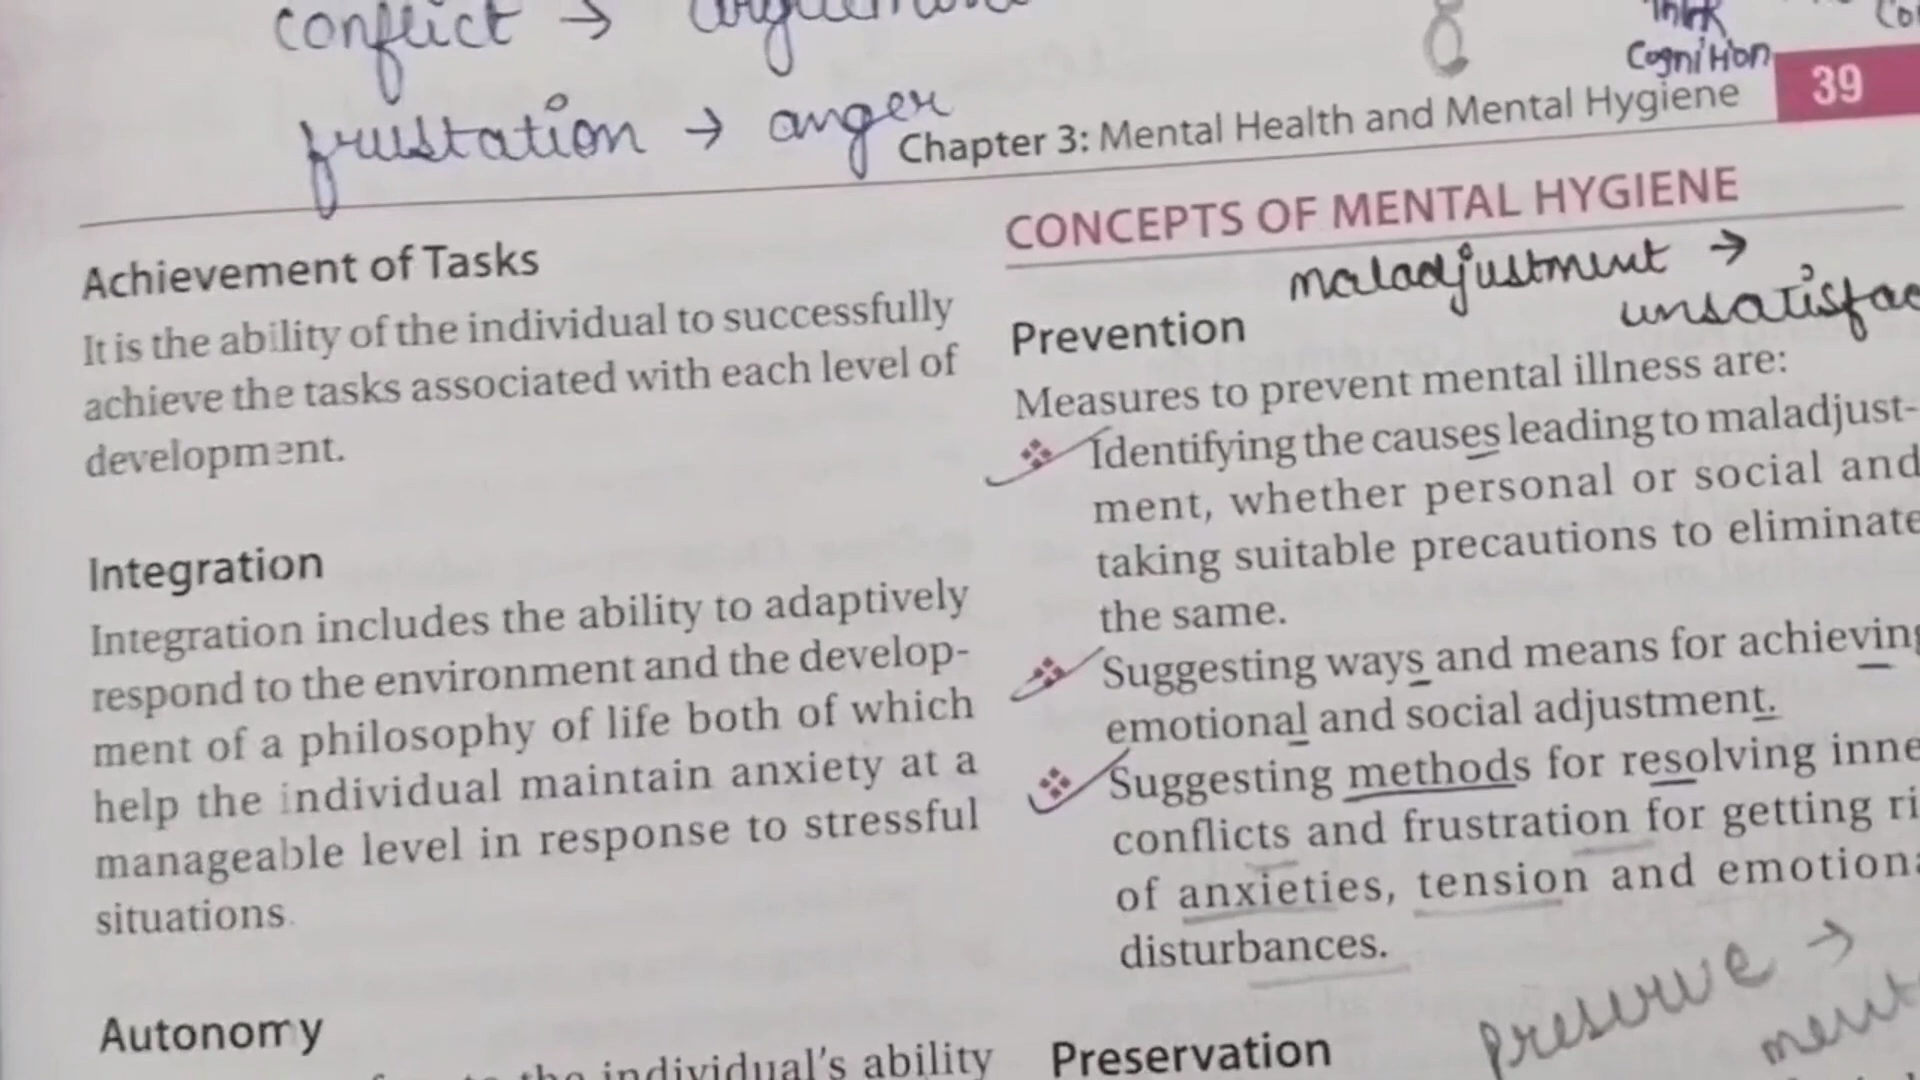 conflict →
frustation → anger
Think
Cognition
Chapter 3: Mental Health and Mental Hygiene 39
Achievement of Tasks
It is the ability of the individual to successfully
achieve the tasks associated with each level of
development.
Integration
Integration includes the ability to adaptively
respond to the environment and the develop-
ment of a philosophy of life both of which
help the individual maintain anxiety at a
manageable level in response to stressful
situations.
Autonomy
the individual's ability
CONCEPTS OF MENTAL HYGIENE
maladjustment →
unsatisfac
Prevention
Measures to prevent mental illness are:
❖ Identifying the causes leading to maladjust-
ment, whether personal or social and
taking suitable precautions to eliminate
the same.
❖ Suggesting ways and means for achieving
emotional and social adjustment.
❖ Suggesting methods for resolving inne
conflicts and frustration for getting ri
of anxieties, tension and emotiona
disturbances.
preserve →
Preservation